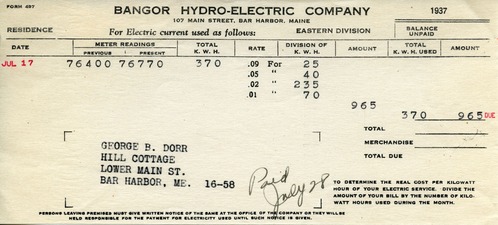 FORM 497
BANGOR HYDRO-ELECTRIC COMPANY
1937
107 MAIN STREET, BAR HARBOR, MAINE
RESIDENCE For Electric current used as follows: EASTERN DIVISION BALANCE UNPAID
DATE METER READINGS PREVIOUS PRESENT TOTAL K. W. H. RATE DIVISION OF K. W. H. AMOUNT TOTAL K. W. H. USED AMOUNT
JUL 17 76400 76770 370 .09 For 25
.05 " 40
.02 " 235
.01 " 70
965
370 965 DUE
TOTAL
MERCHANDISE
TOTAL DUE
GEORGE B. DORR
HILL COTTAGE
LOWER MAIN ST.
BAR HARBOR, ME. 16-58
Paid
July 28
TO DETERMINE THE REAL COST PER KILOWATT
HOUR OF YOUR ELECTRIC SERVICE. DIVIDE THE
AMOUNT OF YOUR BILL BY THE NUMBER OF KILO-
WATT HOURS USED DURING THE MONTH.
PERSONS LEAVING PREMISES MUST GIVE WRITTEN NOTICE OF THE SAME AT THE OFFICE OF THE COMPANY OR THEY WILL BE
HELD RESPONSIBLE FOR THE PAYMENT FOR ELECTRICITY USED UNTIL SUCH NOTICE IS GIVEN.